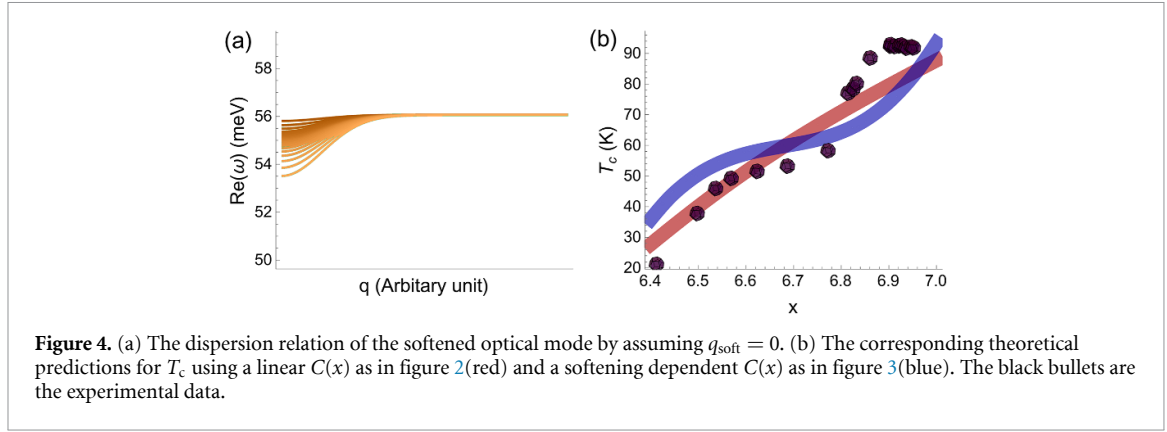 (a)
58
56
54
52
50
Re(ω) (meV)
q (Arbitary unit)
(b)
90
80
70
60
50
40
30
20
Tc (K)
6.4 6.5 6.6 6.7 6.8 6.9 7.0
x
Figure 4. (a) The dispersion relation of the softened optical mode by assuming qsoft = 0. (b) The corresponding theoretical
predictions for Tc using a linear C(x) as in figure 2(red) and a softening dependent C(x) as in figure 3(blue). The black bullets are
the experimental data.